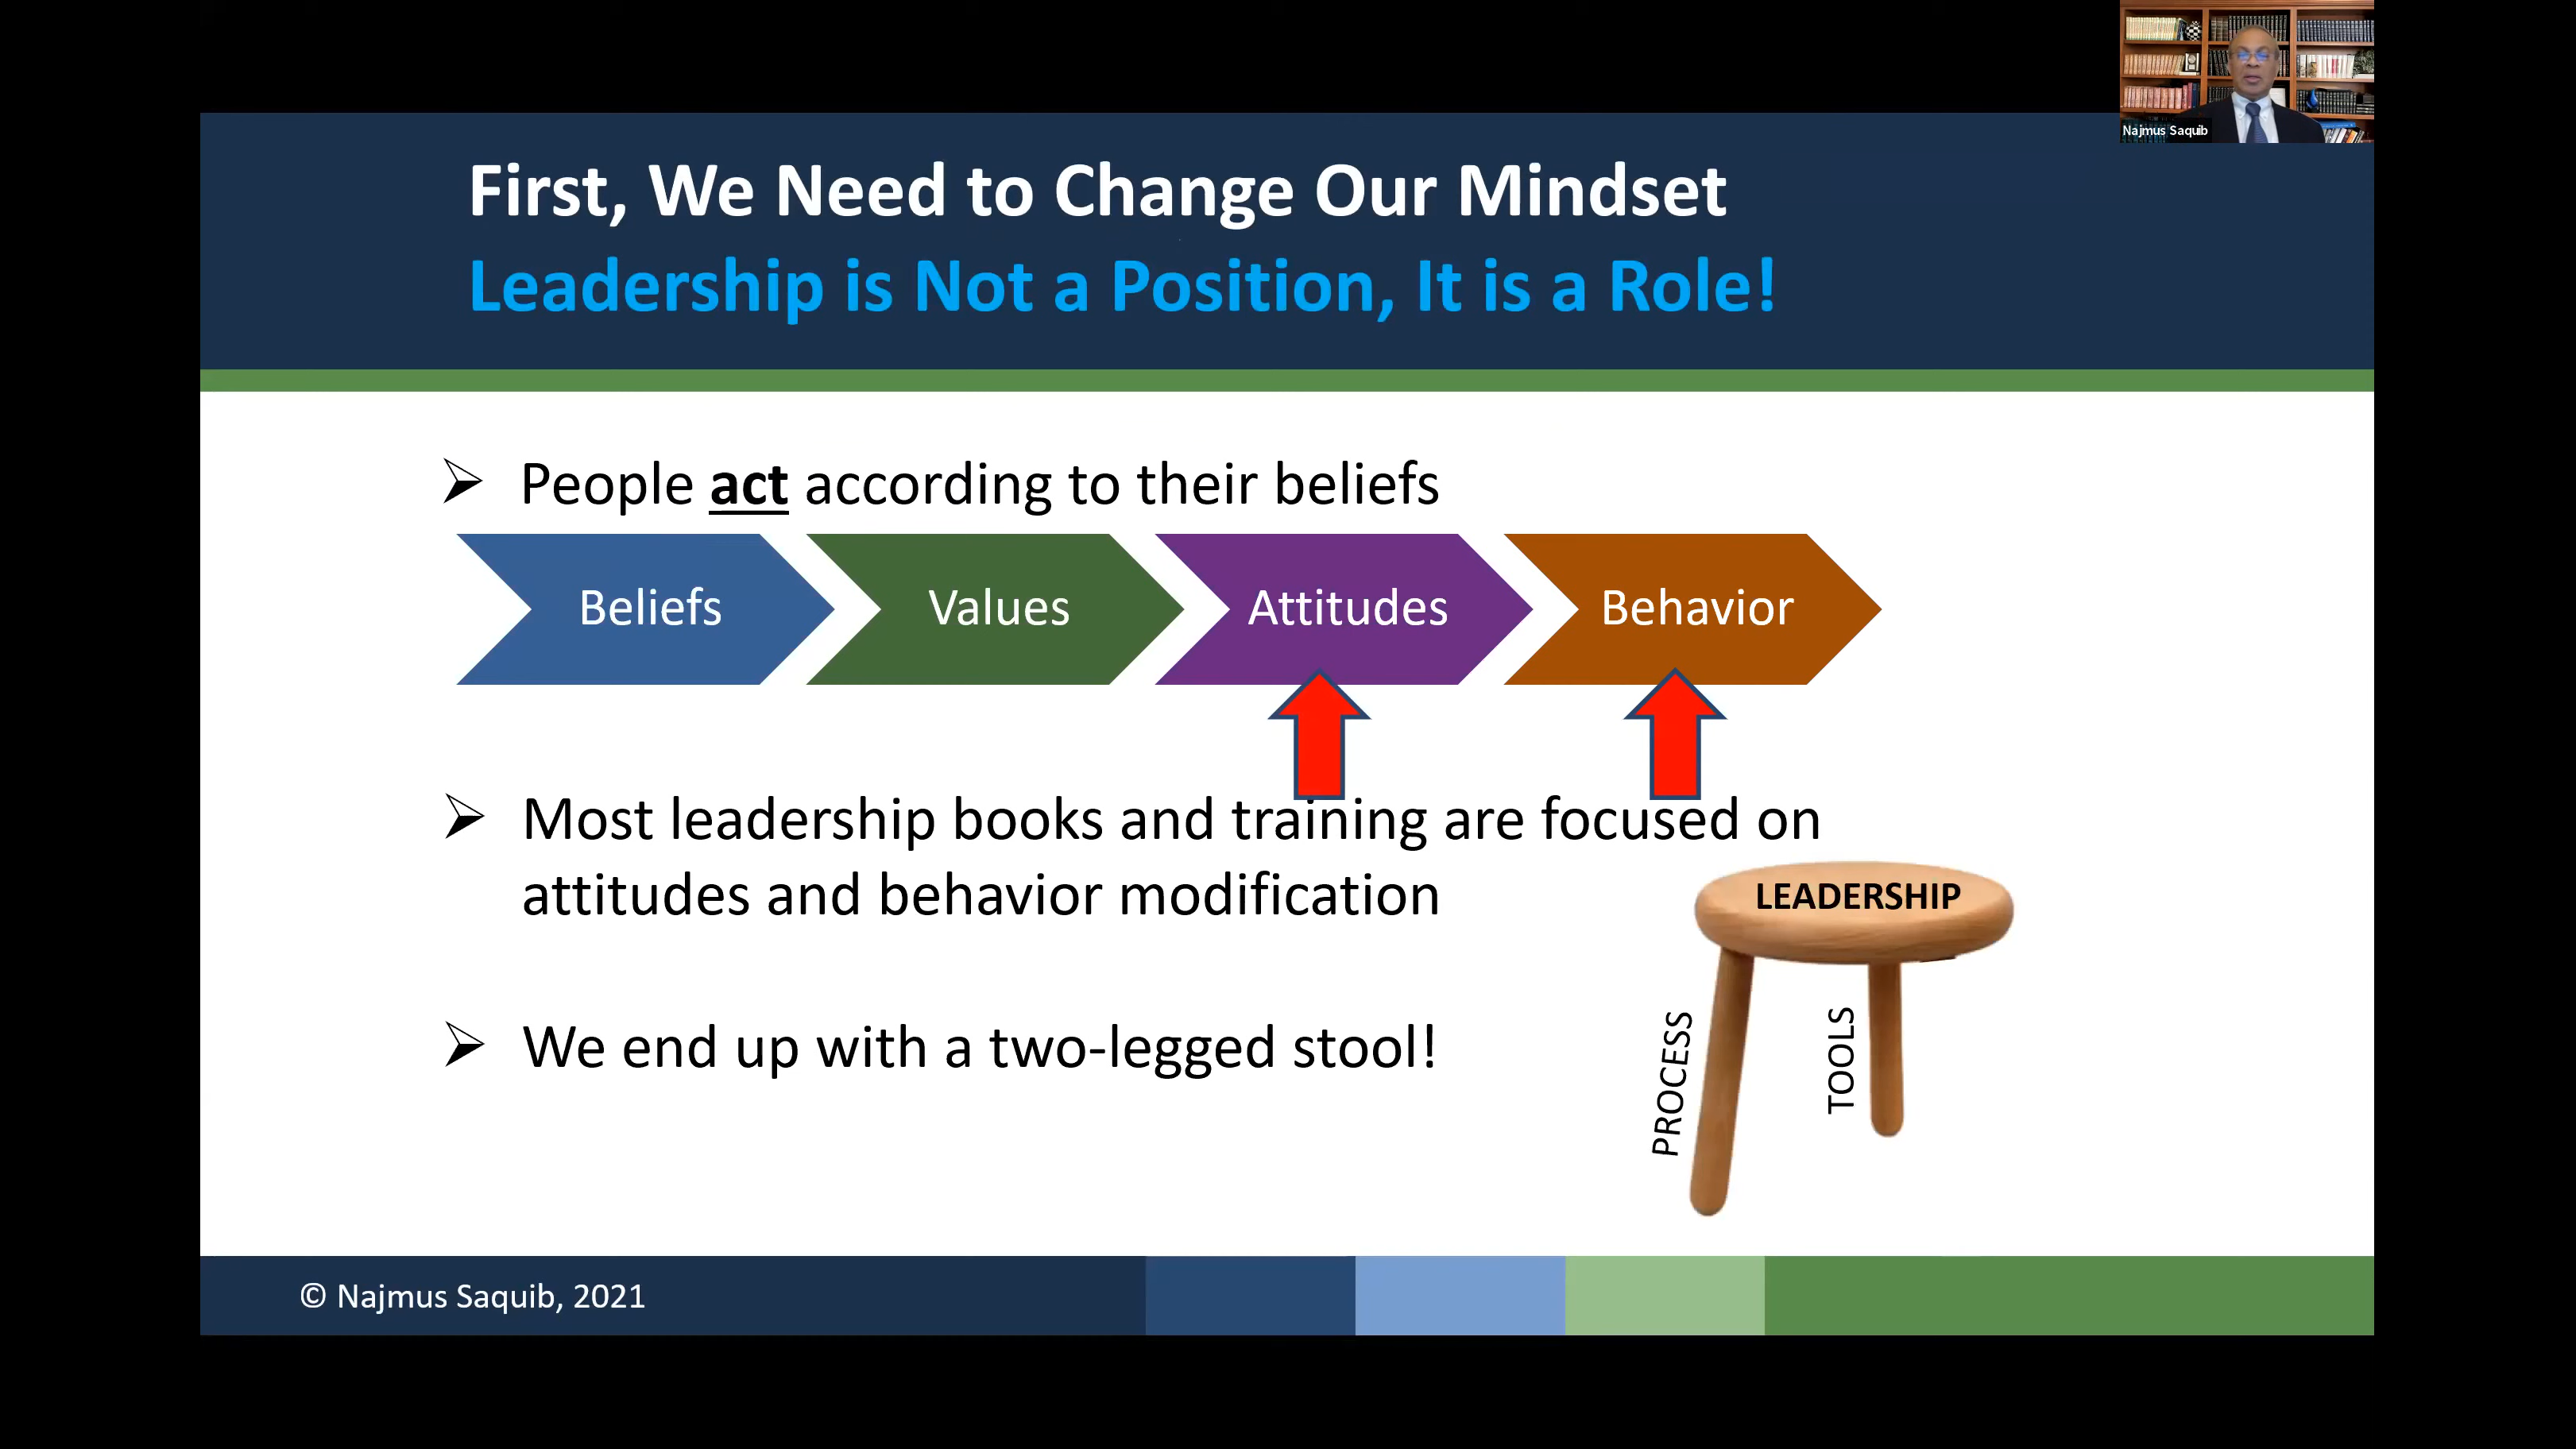 Najmus Saquib
First, We Need to Change Our Mindset
Leadership is Not a Position, It is a Role!
People act according to their beliefs
Beliefs
Values
Attitudes
Behavior
Most leadership books and training are focused on
attitudes and behavior modification
LEADERSHIP
PROCESS
TOOLS
We end up with a two-legged stool!
© Najmus Saquib, 2021